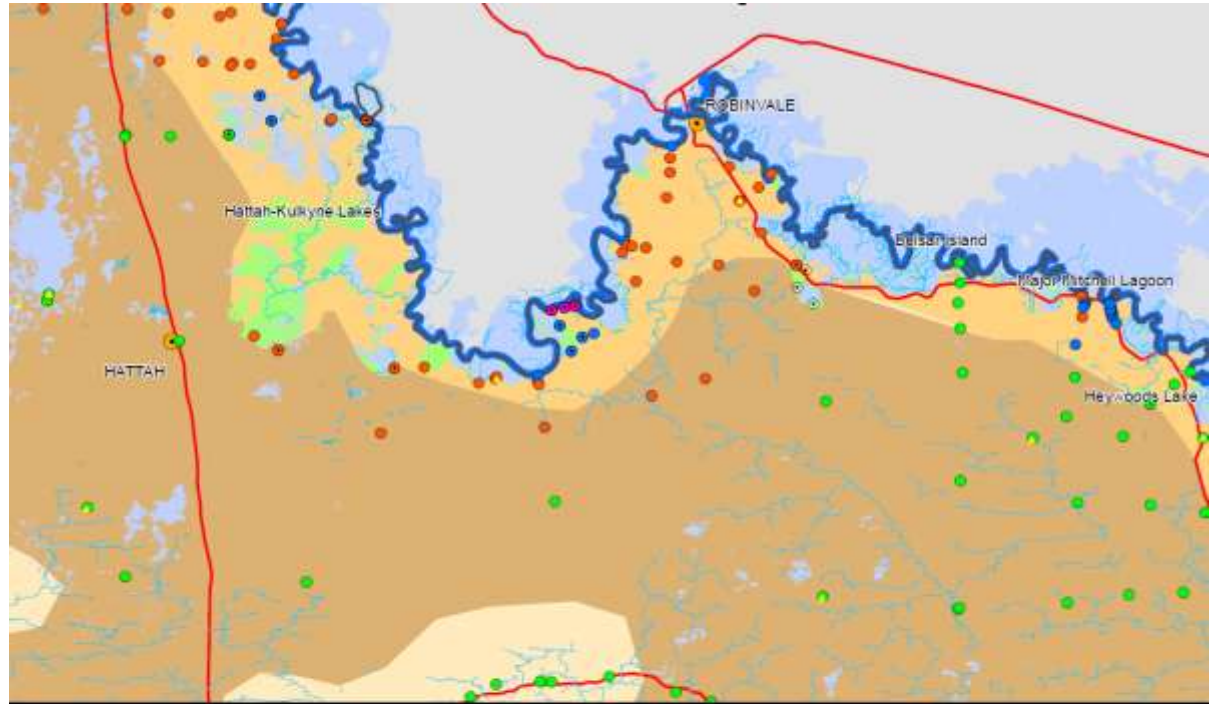 ROBINVALE
Hattah-Kulkyne Lakes
Belsar Island
Major Mitchell Lagoon
HATTAH
Heywoods Lake